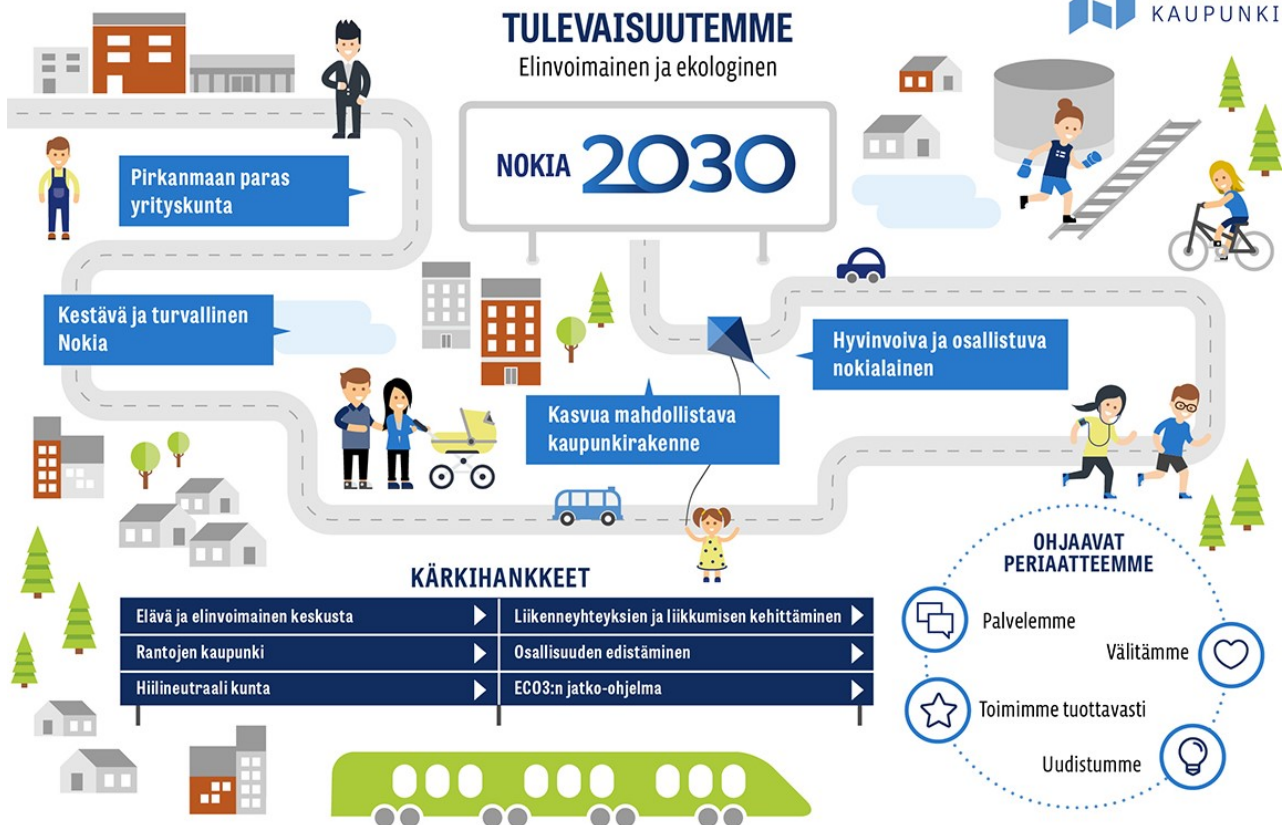 TULEVAISUUTEMME
Elinvoimainen ja ekologinen
KAUPUNKI
NOKIA 2030
Pirkanmaan paras
yrityskunta
Kestävä ja turvallinen
Nokia
Hyvinvoiva ja osallistuva
nokialainen
Kasvua mahdollistava
kaupunkirakenne
KÄRKIHANKKEET
Elävä ja elinvoimainen keskusta
Liikenneyhteyksien ja liikkumisen kehittäminen
Rantojen kaupunki
Osallisuuden edistäminen
Hiilineutraali kunta
ECO3:n jatko-ohjelma
OHJAAVAT
PERIAATTEEMME
Palvelemme
Välitämme
Toimimme tuottavasti
Uudistumme